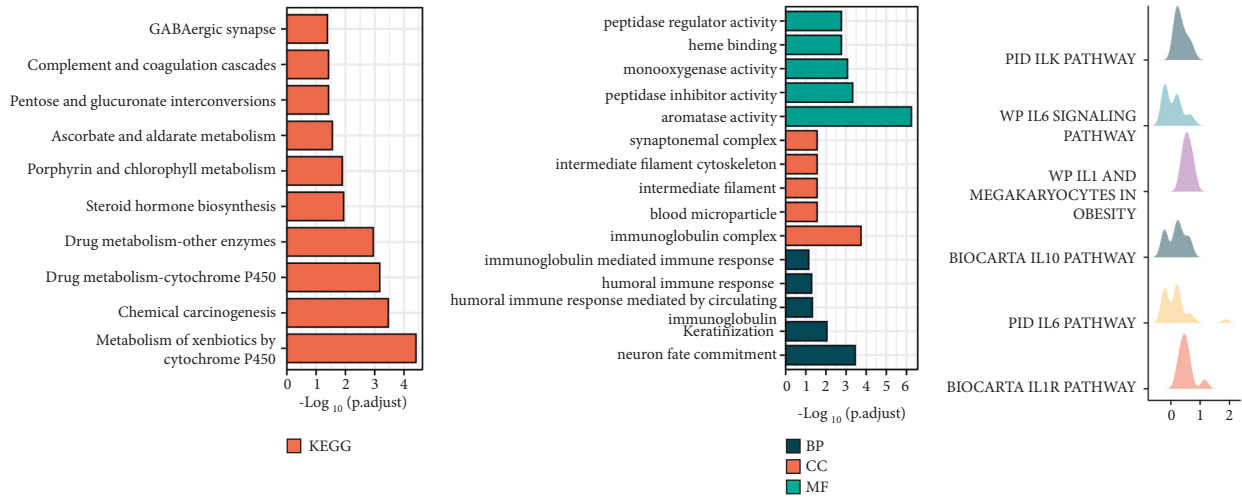 GABAergic synapse
Complement and coagulation cascades
Pentose and glucuronate interconversions
Ascorbate and aldarate metabolism
Porphyrin and chlorophyll metabolism
Steroid hormone biosynthesis
Drug metabolism-other enzymes
Drug metabolism-cytochrome P450
Chemical carcinogenesis
Metabolism of xenbiotics by
cytochrome P450
0 1 2 3 4
-Log 10 (p.adjust)
KEGG
peptidase regulator activity
heme binding
monooxygenase activity
peptidase inhibitor activity
aromatase activity
synaptonemal complex
intermediate filament cytoskeleton
intermediate filament
blood microparticle
immunoglobulin complex
immunoglobulin mediated immune response
humoral immune response
humoral immune response mediated by circulating
immunoglobulin
Keratinization
neuron fate commitment
0 1 2 3 4 5 6
-Log 10 (p.adjust)
BP
CC
MF
PID ILK PATHWAY
WP IL6 SIGNALING
PATHWAY
WP IL1 AND
MEGAKARYOCYTES IN
OBESITY
BIOCARTA IL10 PATHWAY
PID IL6 PATHWAY
BIOCARTA IL1R PATHWAY
0 1 2